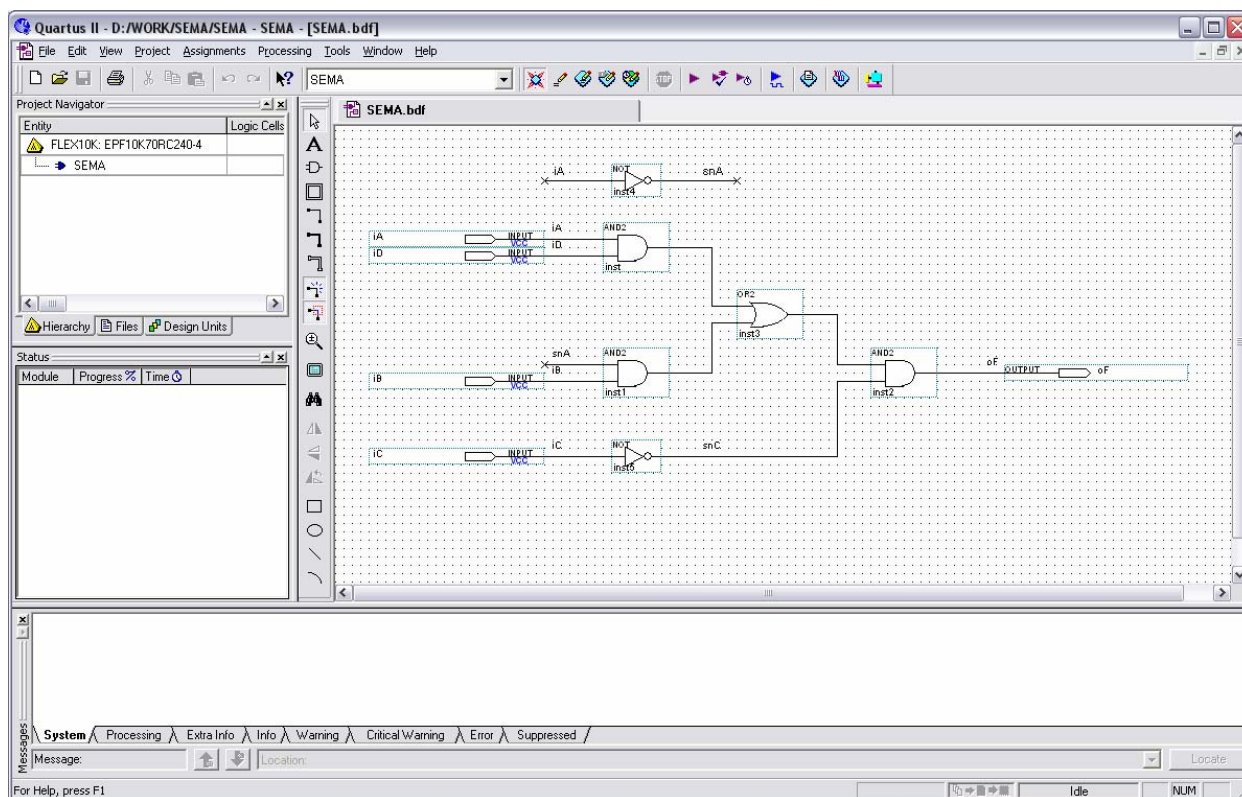 Quartus II - D:/WORK/SEMA/SEMA - SEMA - [SEMA.bdf]
File Edit View Project Assignments Processing Tools Window Help
SEMA
Project Navigator
Entity Logic Cells
FLEX10K: EPF10K70RC240-4
SEMA
Hierarchy Files Design Units
Status
Module Progress % Time
SEMA.bdf
iA NOT snA
inst4
iA INPUT VCC iA AND2
iD INPUT VCC iD inst
OR2
inst3
snA AND2
iB INPUT VCC iB inst1
AND2
inst2
oF OUTPUT oF
iC INPUT VCC iC NOT snC
inst5
Messages
System Processing Extra Info Info Warning Critical Warning Error Suppressed
Message: Location: Locate
For Help, press F1 Idle NUM